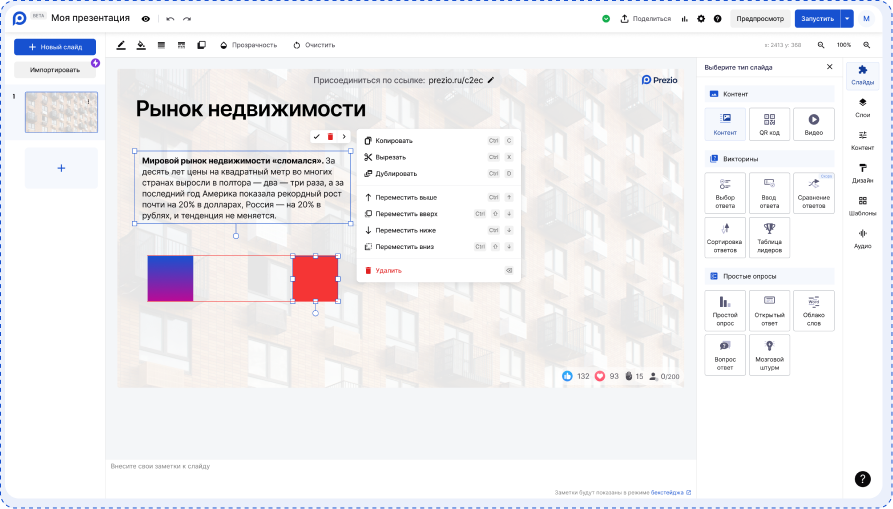 BETA
Моя презентация
Поделиться
Предпросмотр
Запустить
M
Новый слайд
Импортировать
1
Прозрачность
Очистить
x: 2413 y: 368
100%
Присоединиться по ссылке: prezio.ru/c2ec
Prezio
Рынок недвижимости
Мировой рынок недвижимости «сломался». За
десять лет цены на квадратный метр во многих
странах выросли в полтора — два — три раза, а за
последний год Америка показала рекордный рост
почти на 20% в долларах, Россия — на 20% в
рублях, и тенденция не меняется.
Копировать Ctrl C
Вырезать Ctrl X
Дублировать Ctrl D
Переместить выше Ctrl
Переместить вверх Ctrl
Переместить ниже Ctrl
Переместить вниз Ctrl
Удалить
132 93 15 0/200
Внесите свои заметки к слайду
Заметки будут показаны в режиме бекстейджа
Выберите тип слайда
Контент
Контент
QR код
Видео
Викторины
Выбор
ответа
Ввод
ответа
Сравнение
ответов
Сортировка
ответов
Таблица
лидеров
Простые опросы
Простой
опрос
Открытый
ответ
Облако
слов
Вопрос
ответ
Мозговой
штурм
Слайды
Слои
Контент
Дизайн
Шаблоны
Аудио
?